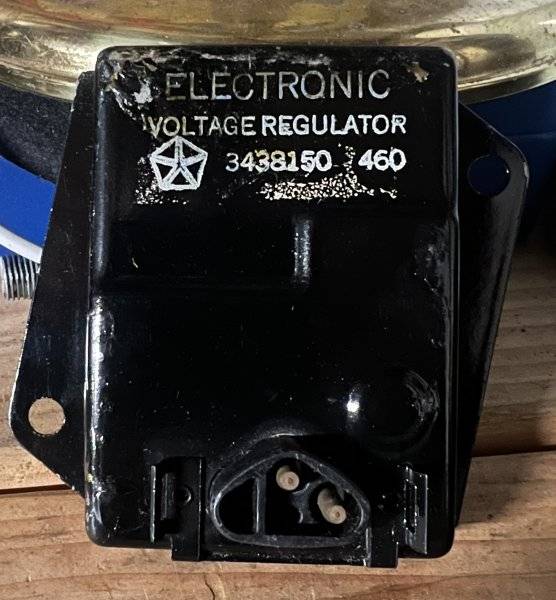 ELECTRONIC
VOLTAGE REGULATOR
3438150 460